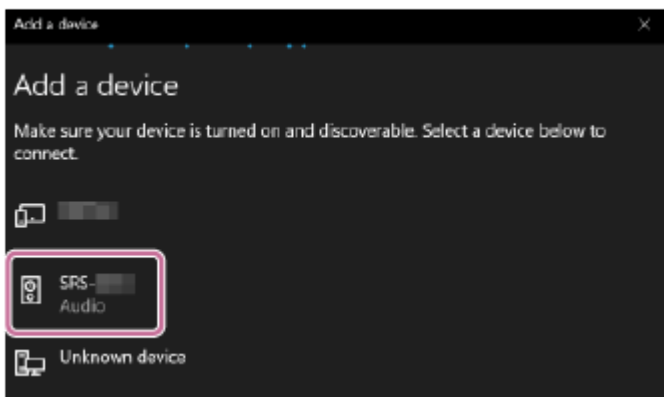 Add a device
Add a device
Make sure your device is turned on and discoverable. Select a device below to
connect.
SRS-
Audio
Unknown device